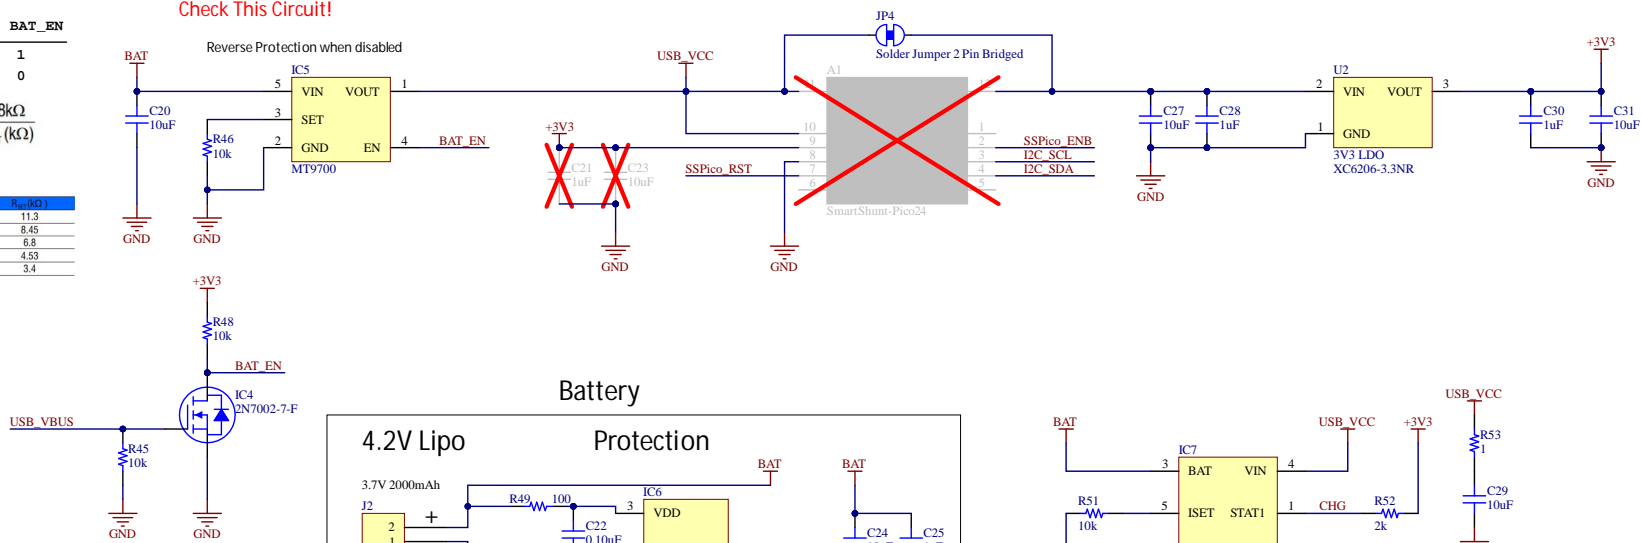 Check This Circuit!
BAT_EN
1
0
8kΩ
(kΩ)
RSET(kΩ )
11.3
8.45
6.8
4.53
3.4
Reverse Protection when disabled
BAT
C20
10uF
GND
IC5
5 VIN VOUT 1
3 SET
2 GND EN 4
MT9700
R46
10k
GND
BAT_EN
USB_VCC
JP4
Solder Jumper 2 Pin Bridged
+3V3
C21
1uF
C23
10uF
GND
SSPico_RST
A1
11
10
9
8
7
6
12
1
2
3
4
5
SmartShunt-Pico24
SSPico_ENB
I2C_SCL
I2C_SDA
GND
C27
10uF
C28
1uF
GND
U2
2 VIN VOUT 3
1 GND
3V3 LDO
XC6206-3.3NR
+3V3
C30
1uF
C31
10uF
GND
+3V3
R48
10k
BAT_EN
IC4
2N7002-7-F
USB_VBUS
R45
10k
GND
GND
Battery
4.2V Lipo
Protection
3.7V 2000mAh
J2
2
1
+
R49 100
C22
0.10uF
BAT
IC6
3 VDD
BAT
C24
C25
BAT
USB_VCC
+3V3
IC7
3 BAT VIN 4
5 ISET STAT1 1
R51
10k
CHG
R52
2k
USB_VCC
R53
1
C29
10uF